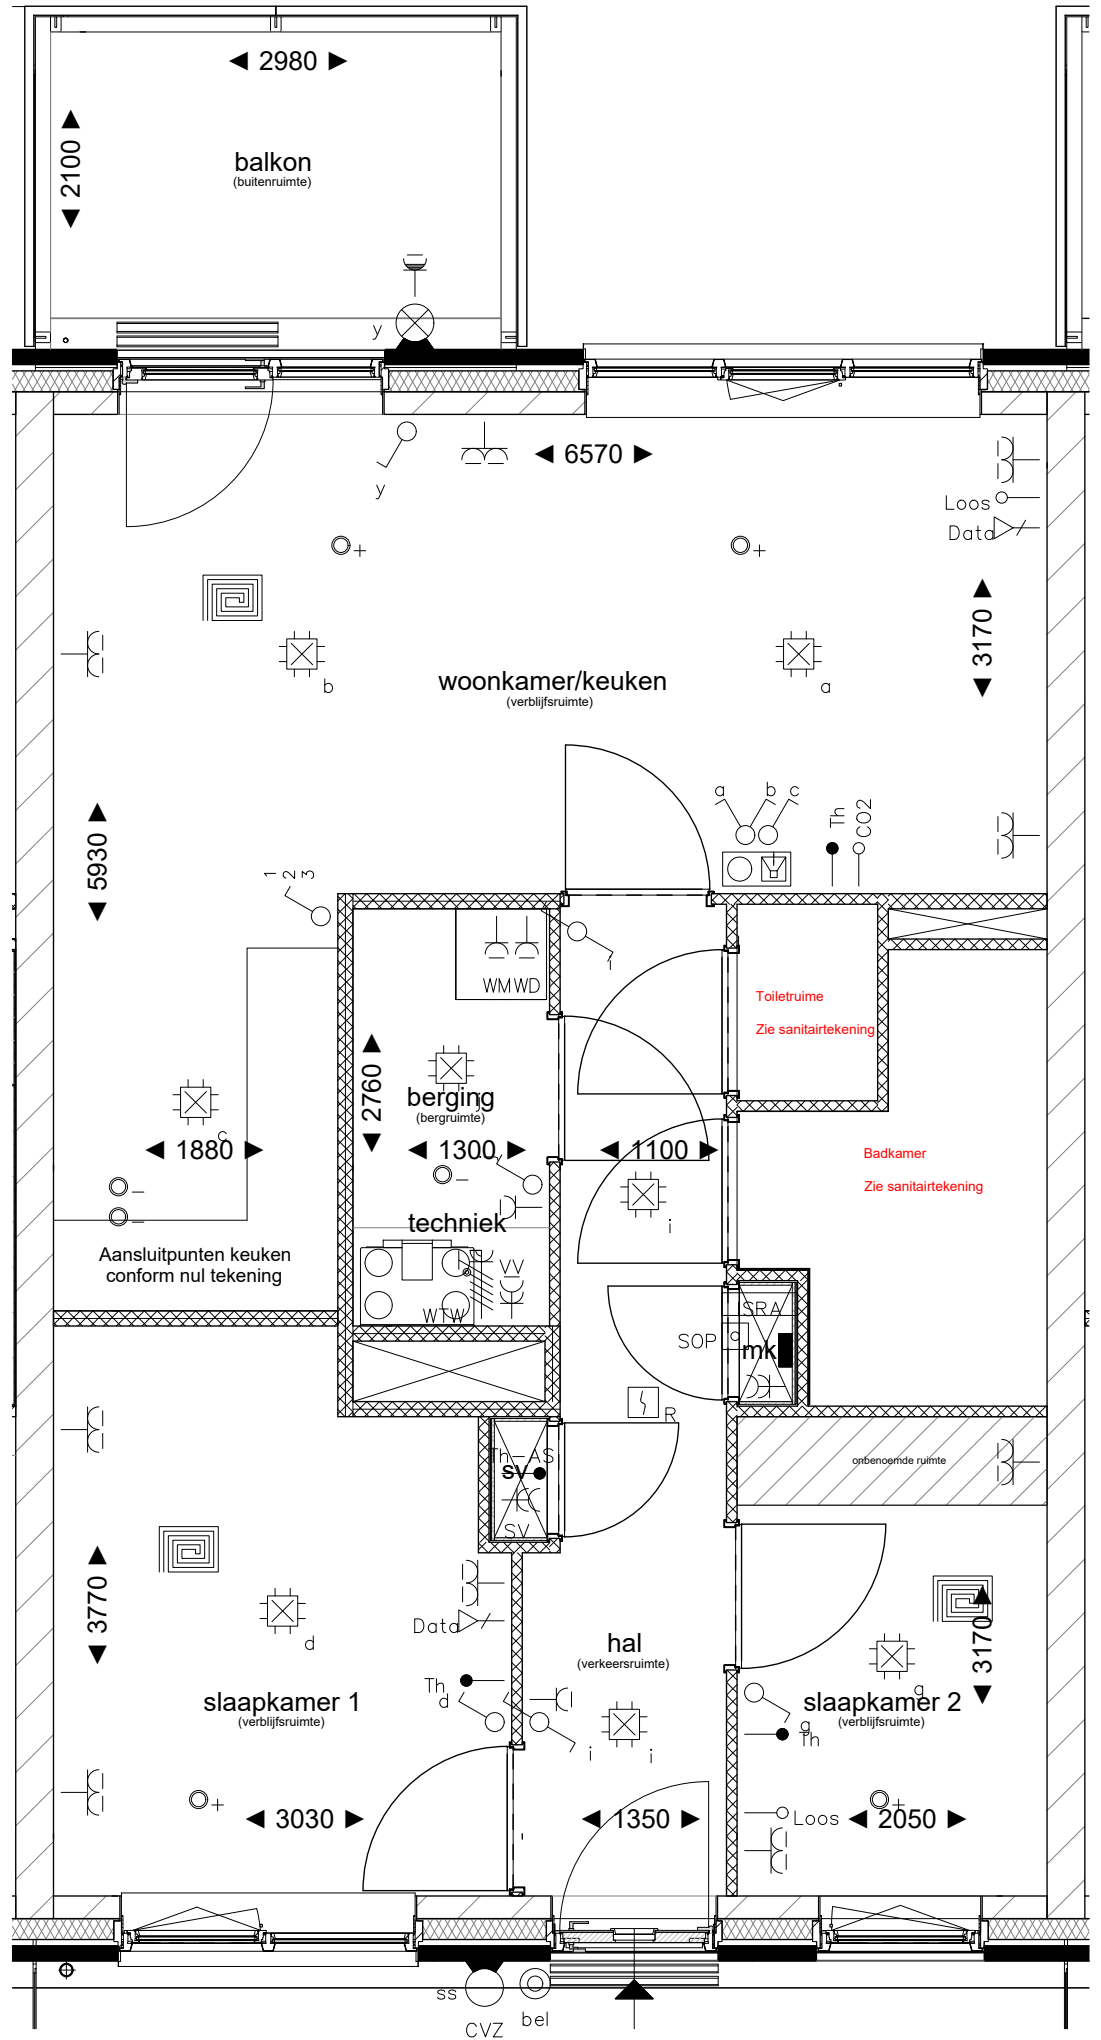 2980
2100
balkon
(buitenruimte)
y
y
6570
Loos
Data
+
+
3170
b
a
woonkamer/keuken
(verblijfsruimte)
5930
a b c
Th
CO2
1 2 3
WMWD
Toiletruime
Zie sanitairtekening
2760
berging
(bergruimte)
c
1880
1300
1100
Badkamer
Zie sanitairtekening
techniek
i
Aansluitpunten keuken
conform nul tekening
VV
WTW
SRA
SOP
mk
R
Th-AS
sv
SV
onbenoemde ruimte
3770
d
Data
hal
(verkeersruimte)
3170
g
Th
d
slaapkamer 1
(verblijfsruimte)
slaapkamer 2
(verblijfsruimte)
g
Th
i
i
+
+
3030
1350
Loos
2050
ss
bel
CVZ